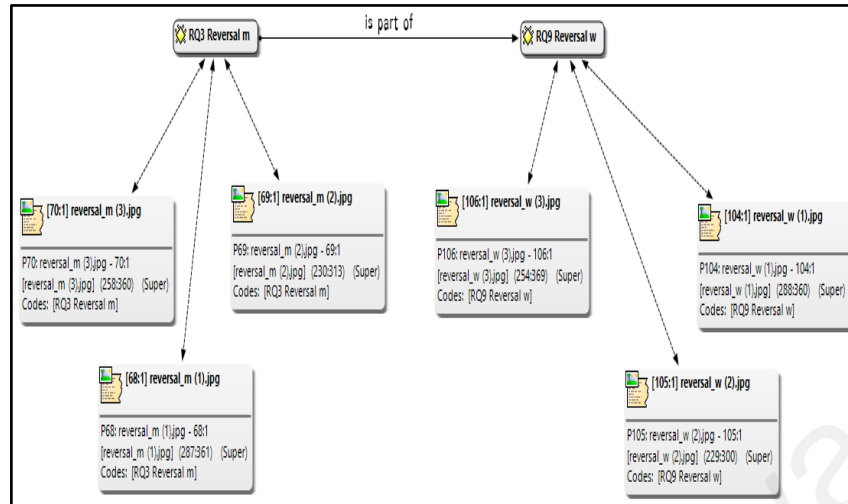 RQ3 Reversal m
is part of
RQ9 Reversal w
[70:1] reversal_m (3).jpg
P70: reversal_m (3).jpg - 70:1
[reversal_m (3).jpg] (258:360) (Super)
Codes: [RQ3 Reversal m]
[69:1] reversal_m (2).jpg
P69: reversal_m (2).jpg - 69:1
[reversal_m (2).jpg] (230:313) (Super)
Codes: [RQ3 Reversal m]
[106:1] reversal_w (3).jpg
P106: reversal_w (3).jpg - 106:1
[reversal_w (3).jpg] (254:369) (Super)
Codes: [RQ9 Reversal w]
[104:1] reversal_w (1).jpg
P104: reversal_w (1).jpg - 104:1
[reversal_w (1).jpg] (288:360) (Super)
Codes: [RQ9 Reversal w]
[68:1] reversal_m (1).jpg
P68: reversal_m (1).jpg - 68:1
[reversal_m (1).jpg] (287:361) (Super)
Codes: [RQ3 Reversal m]
[105:1] reversal_w (2).jpg
P105: reversal_w (2).jpg - 105:1
[reversal_w (2).jpg] (229:300) (Super)
Codes: [RQ9 Reversal w]